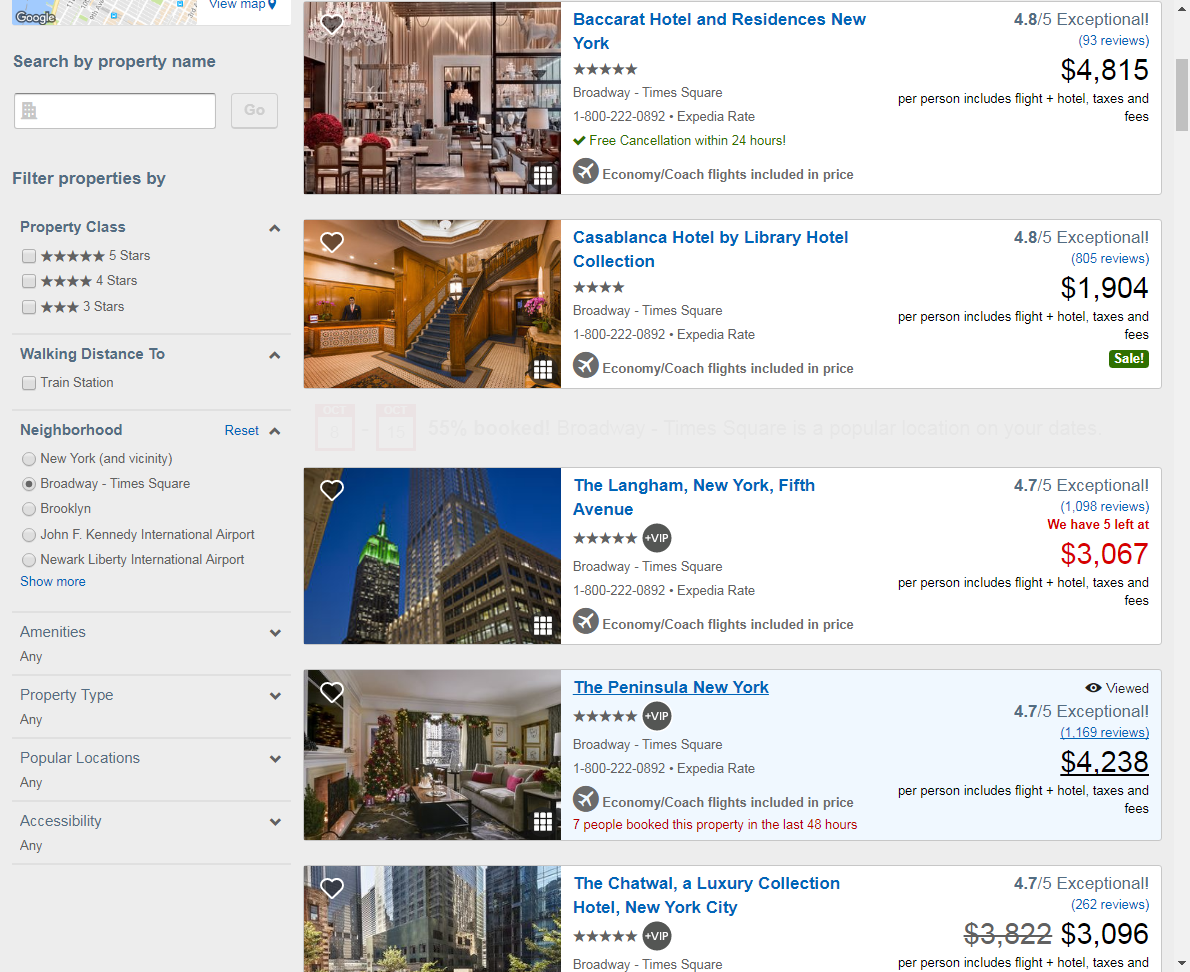 Google
View map
Search by property name
Go
Filter properties by
Property Class
★★★★★ 5 Stars
★★★★ 4 Stars
★★★ 3 Stars
Walking Distance To
Train Station
Neighborhood
Reset
New York (and vicinity)
Broadway - Times Square
Brooklyn
John F. Kennedy International Airport
Newark Liberty International Airport
Show more
Amenities
Any
Property Type
Any
Popular Locations
Any
Accessibility
Any
Baccarat Hotel and Residences New
York
★★★★★
Broadway - Times Square
1-800-222-0892 • Expedia Rate
Free Cancellation within 24 hours!
Economy/Coach flights included in price
4.8/5 Exceptional!
(93 reviews)
$4,815
per person includes flight + hotel, taxes and
fees
Casablanca Hotel by Library Hotel
Collection
★★★★
Broadway - Times Square
1-800-222-0892 • Expedia Rate
Economy/Coach flights included in price
4.8/5 Exceptional!
(805 reviews)
$1,904
per person includes flight + hotel, taxes and
fees
Sale!
OCT - OCT 15 55% booked! Broadway - Times Square is a popular location on your dates.
The Langham, New York, Fifth
Avenue
★★★★★ +VIP
Broadway - Times Square
1-800-222-0892 • Expedia Rate
Economy/Coach flights included in price
4.7/5 Exceptional!
(1,098 reviews)
We have 5 left at
$3,067
per person includes flight + hotel, taxes and
fees
The Peninsula New York
★★★★★ +VIP
Broadway - Times Square
1-800-222-0892 • Expedia Rate
Economy/Coach flights included in price
7 people booked this property in the last 48 hours
Viewed
4.7/5 Exceptional!
(1,169 reviews)
$4,238
per person includes flight + hotel, taxes and
fees
The Chatwal, a Luxury Collection
Hotel, New York City
★★★★★ +VIP
Broadway - Times Square
4.7/5 Exceptional!
(262 reviews)
$3,822 $3,096
per person includes flight + hotel, taxes and